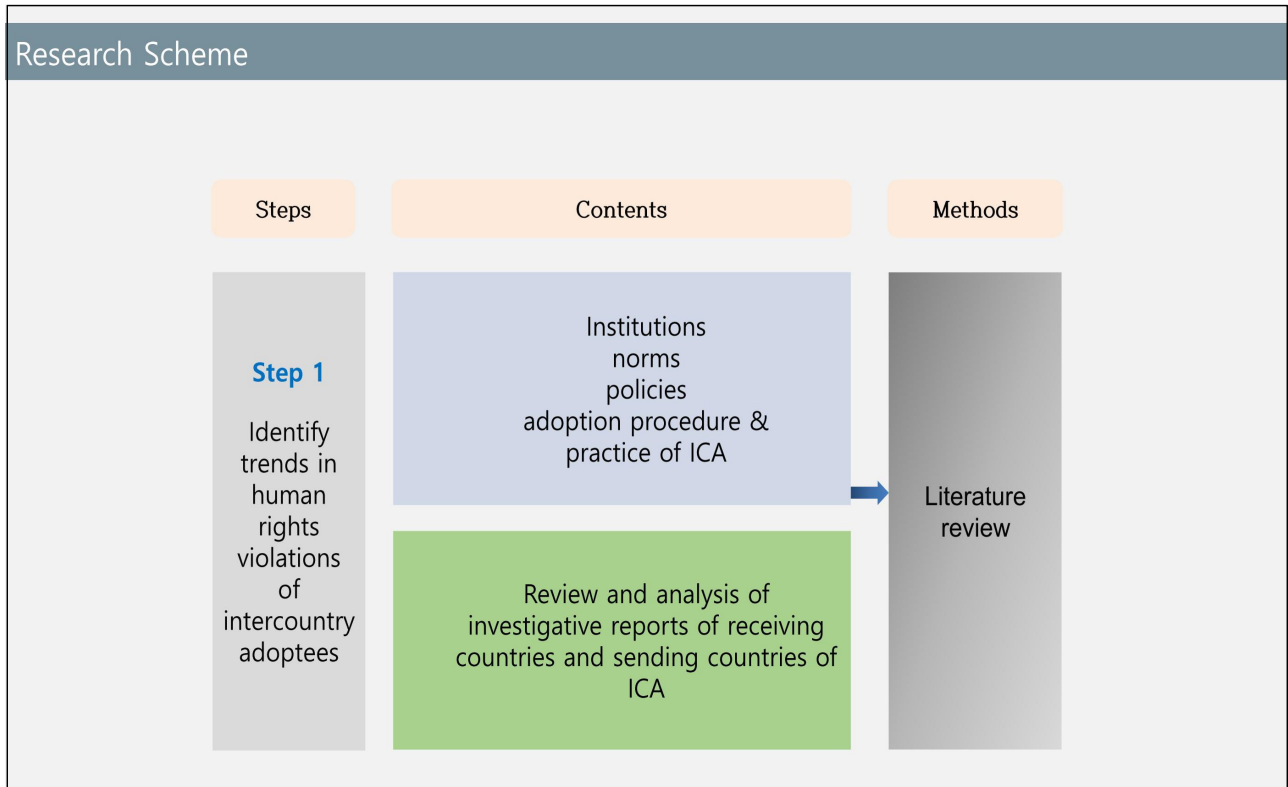 Research Scheme
Steps
Contents
Methods
Step 1
Identify
trends in
human
rights
violations
of
intercountry
adoptees
Institutions
norms
policies
adoption procedure &
practice of ICA
Review and analysis of
investigative reports of receiving
countries and sending countries of
ICA
Literature
review